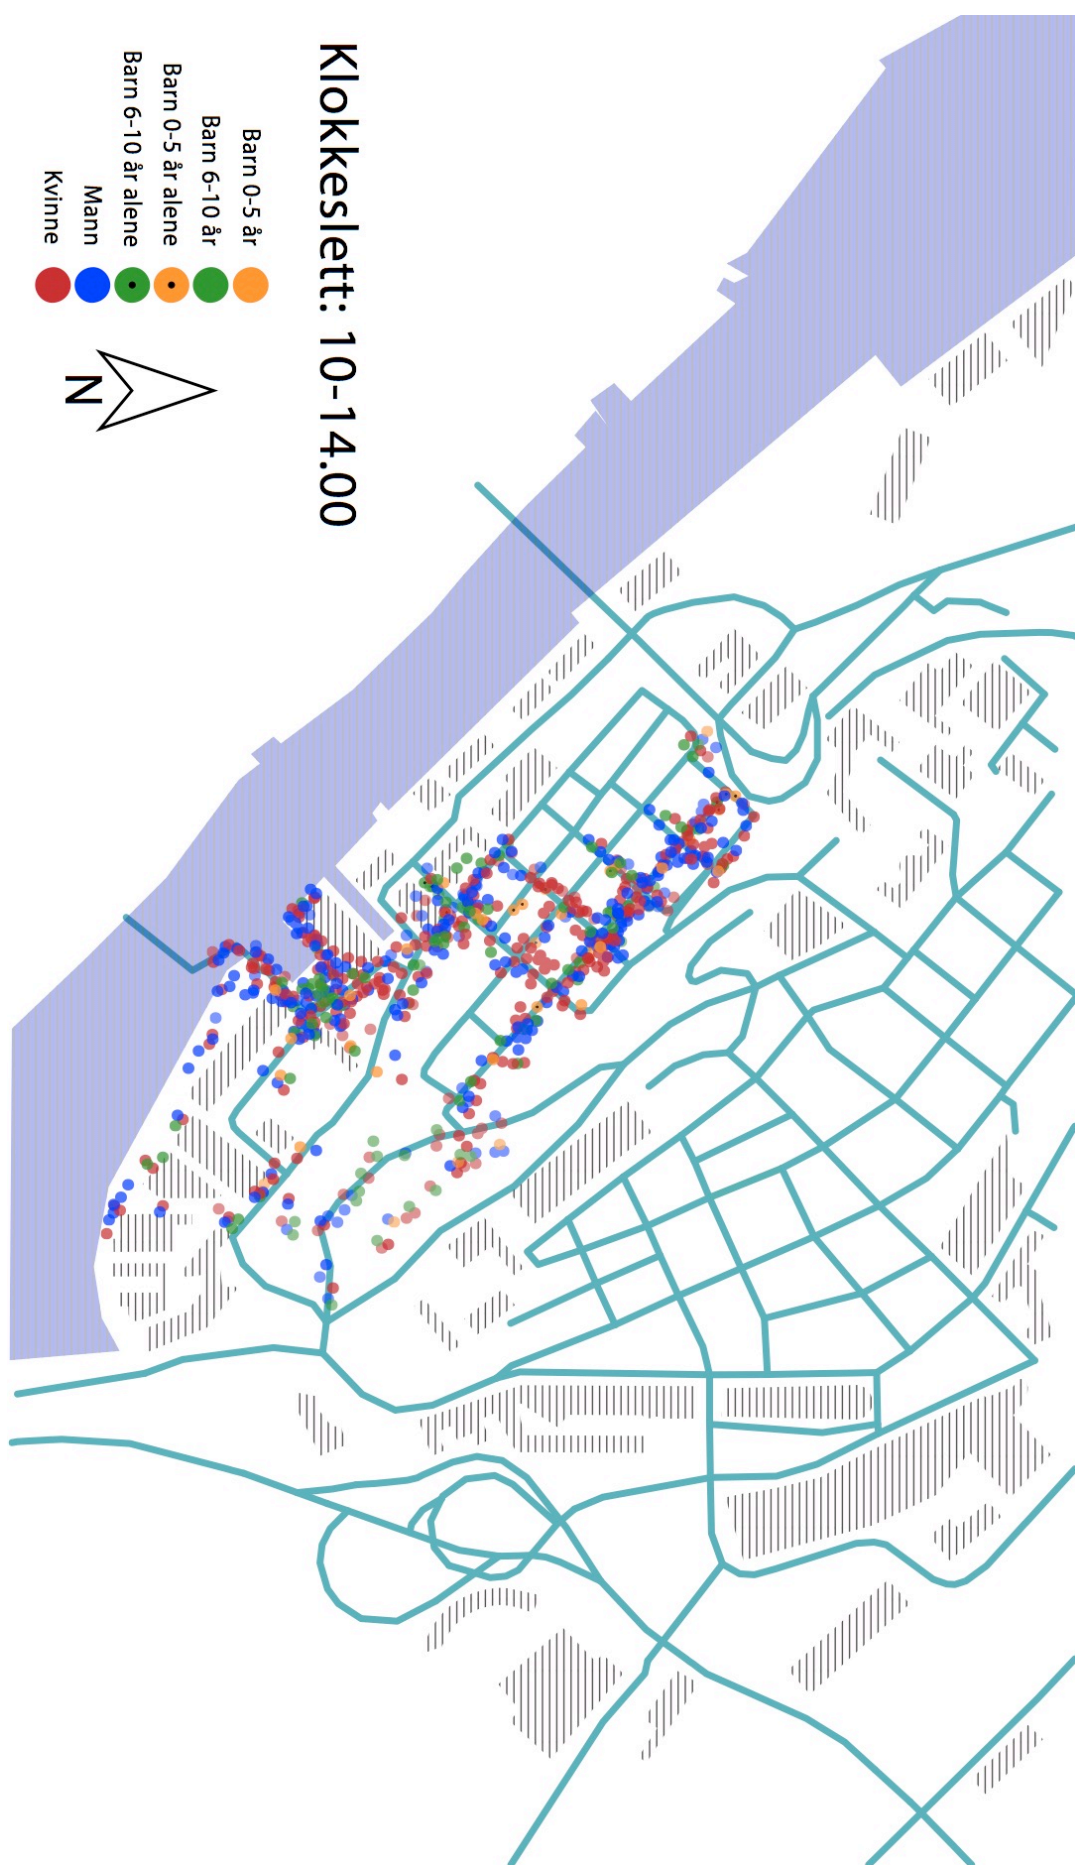 Klokkeslett: 10-14.00
Barn 0-5 år
Barn 6-10 år
Barn 0-5 år alene
Barn 6-10 år alene
Mann
Kvinne
N